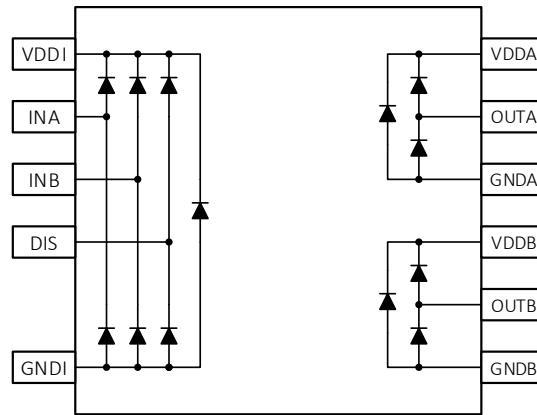 VDDI
INA
INB
DIS
GNDI
VDDA
OUTA
GNDA
VDDB
OUTB
GNDB